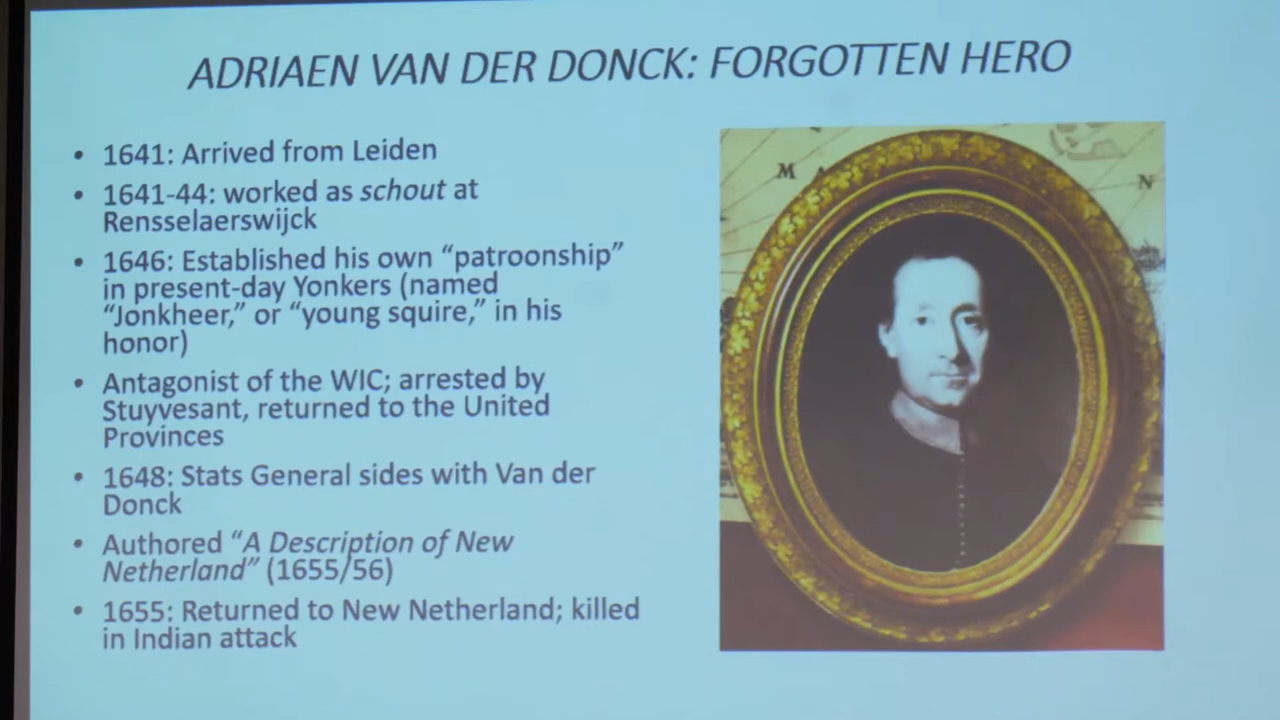 ADRIAEN VAN DER DONCK: FORGOTTEN HERO
• 1641: Arrived from Leiden
• 1641-44: worked as schout at
Rensselaerswijck
• 1646: Established his own “patroonship”
in present-day Yonkers (named
“Jonkheer,” or “young squire,” in his
honor)
• Antagonist of the WIC; arrested by
Stuyvesant, returned to the United
Provinces
• 1648: Stats General sides with Van der
Donck
• Authored “A Description of New
Netherland” (1655/56)
• 1655: Returned to New Netherland; killed
in Indian attack
M
N